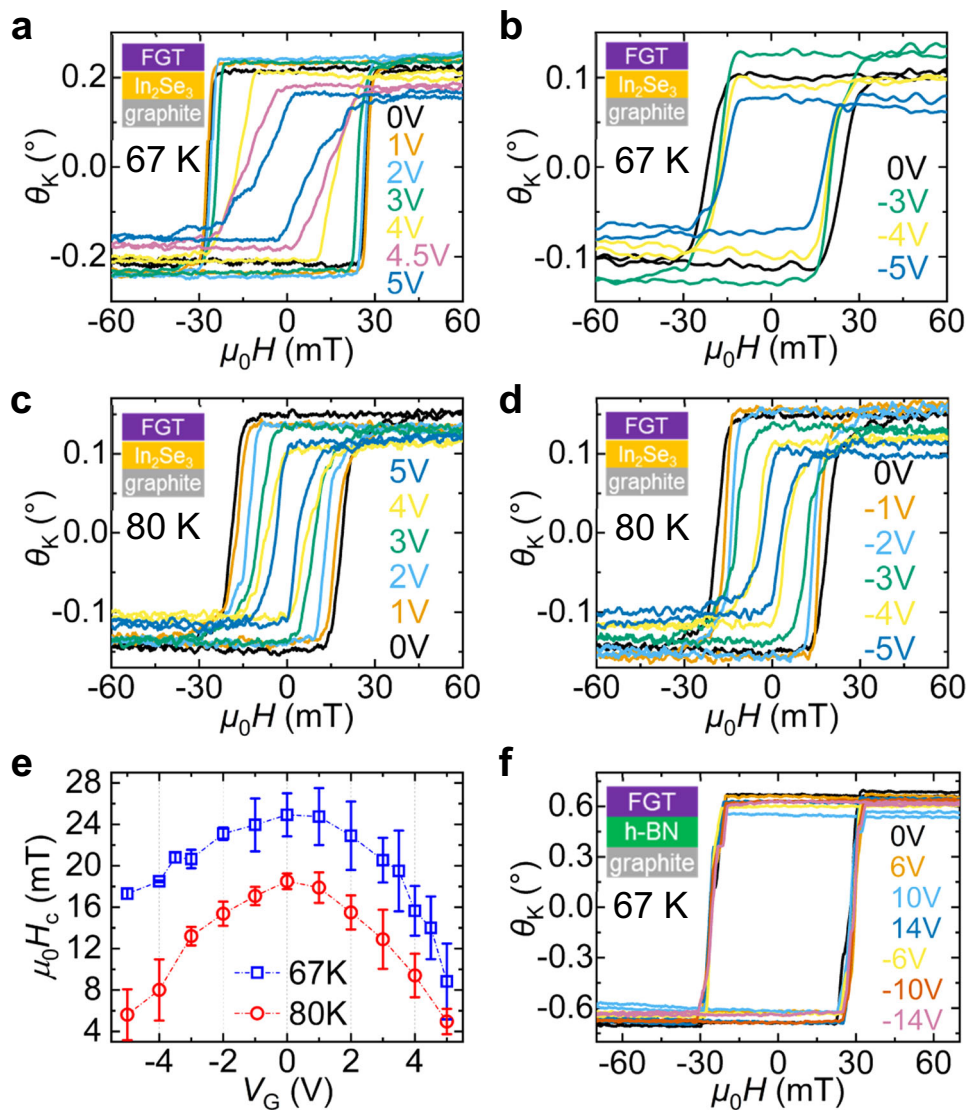 a
FGT
In₂Se₃
graphite
67 K
0V
1V
2V
3V
4V
4.5V
5V
0.2
0.0
-0.2
θK (°)
-60 -30 0 30 60
μ₀H (mT)
b
FGT
In₂Se₃
graphite
67 K
0V
-3V
-4V
-5V
0.1
0.0
-0.1
θK (°)
-60 -30 0 30 60
μ₀H (mT)
c
FGT
In₂Se₃
graphite
80 K
5V
4V
3V
2V
1V
0V
0.1
0.0
-0.1
θK (°)
-60 -30 0 30 60
μ₀H (mT)
d
FGT
In₂Se₃
graphite
80 K
0V
-1V
-2V
-3V
-4V
-5V
0.1
0.0
-0.1
θK (°)
-60 -30 0 30 60
μ₀H (mT)
e
28
24
20
16
12
8
4
μ₀Hc (mT)
67K
80K
-4 -2 0 2 4
VG (V)
f
FGT
h-BN
graphite
67 K
0V
6V
10V
14V
-6V
-10V
-14V
0.6
0.3
0.0
-0.3
-0.6
θK (°)
-60 -30 0 30 60
μ₀H (mT)